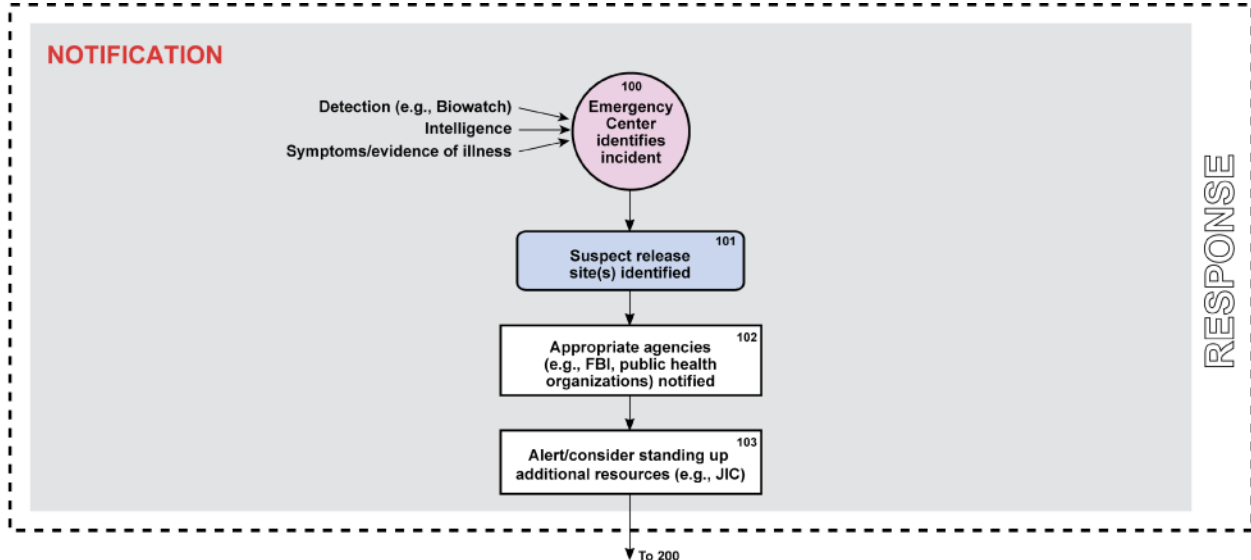 NOTIFICATION
100
Emergency
Center
identifies
incident
Detection (e.g., Biowatch)
Intelligence
Symptoms/evidence of illness
101
Suspect release
site(s) identified
102
Appropriate agencies
(e.g., FBI, public health
organizations) notified
103
Alert/consider standing up
additional resources (e.g., JIC)
To 200
RESPONSE